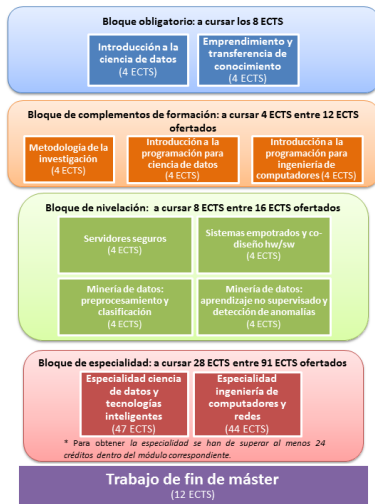 Bloque obligatorio: a cursar los 8 ECTS
Introducción a la
ciencia de datos
(4 ECTS)
Emprendimiento y
transferencia de
conocimiento
(4 ECTS)
Bloque de complementos de formación: a cursar 4 ECTS entre 12 ECTS
ofertados
Metodología de la
investigación
(4 ECTS)
Introducción a la
programación para
ciencia de datos
(4 ECTS)
Introducción a la
programación para
ingeniería de
computadores (4 ECTS)
Bloque de nivelación: a cursar 8 ECTS entre 16 ECTS ofertados
Servidores seguros
(4 ECTS)
Sistemas empotrados y co-
diseño hw/sw
(4 ECTS)
Minería de datos:
preprocesamiento y
clasificación
(4 ECTS)
Minería de datos:
aprendizaje no supervisado y
detección de anomalías
(4 ECTS)
Bloque de especialidad: a cursar 28 ECTS entre 91 ECTS ofertados
Especialidad ciencia
de datos y
tecnologías
inteligentes
(47 ECTS)
Especialidad
ingeniería de
computadores y
redes
(44 ECTS)
* Para obtener la especialidad se han de superar al menos 24
créditos dentro del módulo correspondiente.
Trabajo de fin de máster
(12 ECTS)